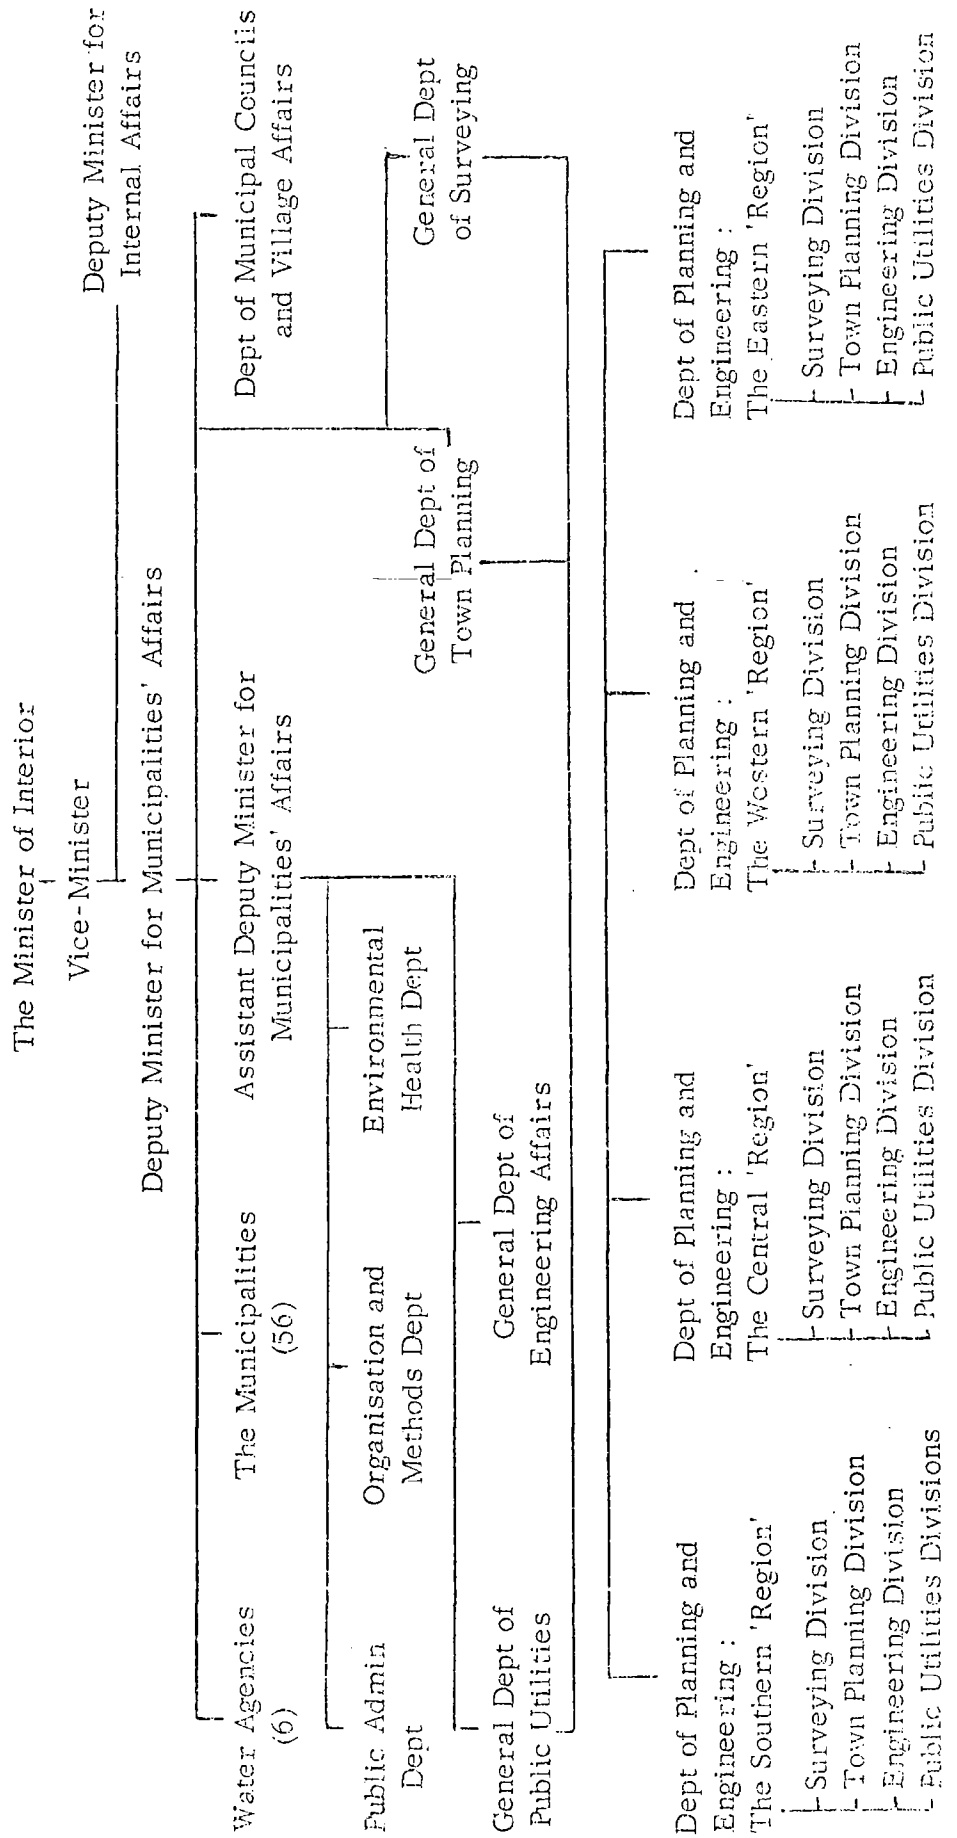 The Minister of Interior
Vice-Minister
Deputy Minister for
Internal Affairs
Deputy Minister for Municipalities' Affairs
Water Agencies
(6)
The Municipalities
(56)
Assistant Deputy Minister for
Municipalities' Affairs
Dept of Municipal Councils
and Village Affairs
Public Admin
Dept
Organisation and
Methods Dept
Environmental
Health Dept
General Dept of
Town Planning
General Dept
of Surveying
General Dept of
Public Utilities
General Dept of
Engineering Affairs
Dept of Planning and
Engineering :
'The Southern 'Region'
Surveying Division
Town Planning Division
Engineering Division
Public Utilities Divisions
Dept of Planning and
Engineering :
The Central 'Region'
Surveying Division
Town Planning Division
Engineering Division
Public Utilities Division
Dept of Planning and
Engineering :
The Western 'Region'
Surveying Division
Town Planning Division
Engineering Division
Public Utilities Division
Dept of Planning and
Engineering :
The Eastern 'Region'
Surveying Division
Town Planning Division
Engineering Division
Public Utilities Division